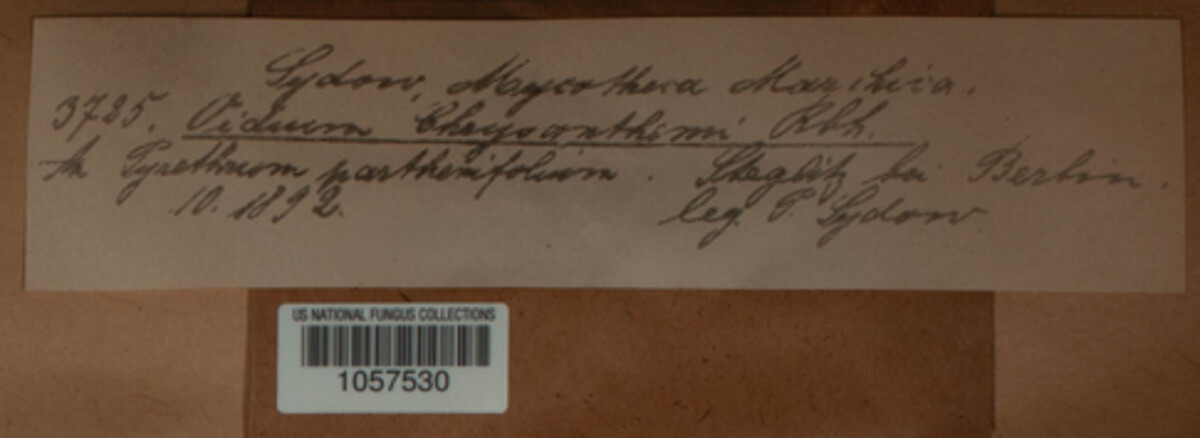 Sydow, Mycotheca Marchica.
3725. Oidium Chrysanthemi Rbh.
An Pyrethrum parthenifolium. Steglitz bei Berlin.
10. 1892. leg. P. Sydow
US NATIONAL FUNGUS COLLECTIONS
1057530